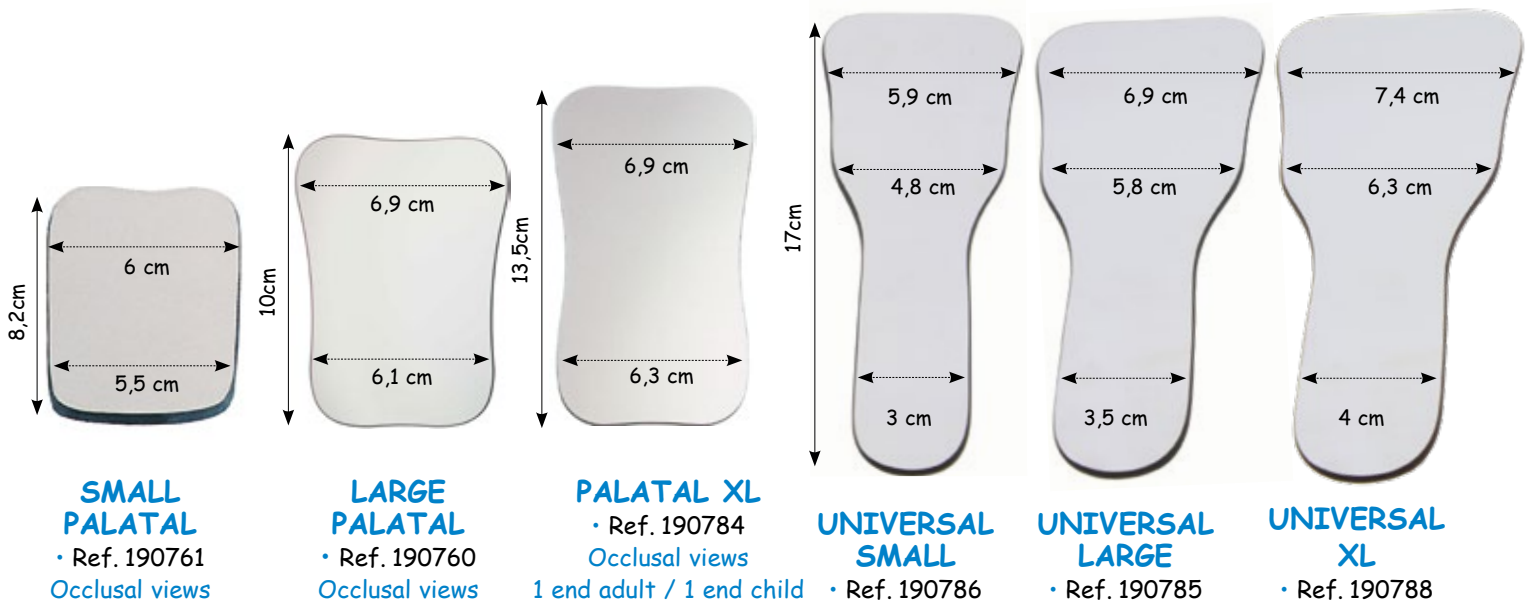 8,2cm
6 cm
5,5 cm
SMALL
PALATAL
• Ref. 190761
Occlusal views
10cm
6,9 cm
6,1 cm
LARGE
PALATAL
• Ref. 190760
Occlusal views
13,5cm
6,9 cm
6,3 cm
PALATAL XL
• Ref. 190784
Occlusal views
1 end adult / 1 end child
17cm
5,9 cm
4,8 cm
3 cm
UNIVERSAL
SMALL
• Ref. 190786
6,9 cm
5,8 cm
3,5 cm
UNIVERSAL
LARGE
• Ref. 190785
7,4 cm
6,3 cm
4 cm
UNIVERSAL
XL
• Ref. 190788